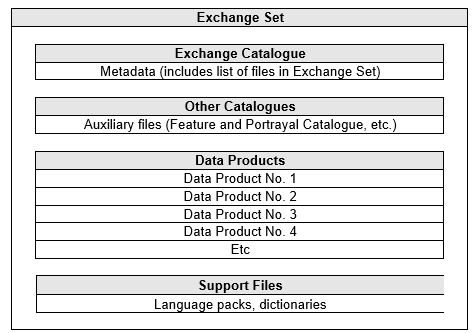 Exchange Set
Exchange Catalogue
Metadata (includes list of files in Exchange Set)
Other Catalogues
Auxiliary files (Feature and Portrayal Catalogue, etc.)
Data Products
Data Product No. 1
Data Product No. 2
Data Product No. 3
Data Product No. 4
Etc
Support Files
Language packs, dictionaries